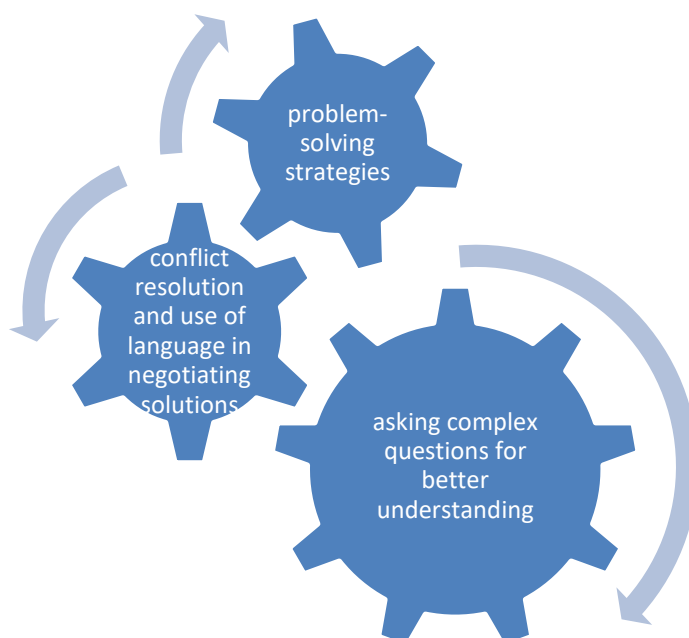 problem-
solving
strategies
conflict
resolution
and use of
language in
negotiating
solutions
asking complex
questions for
better
understanding